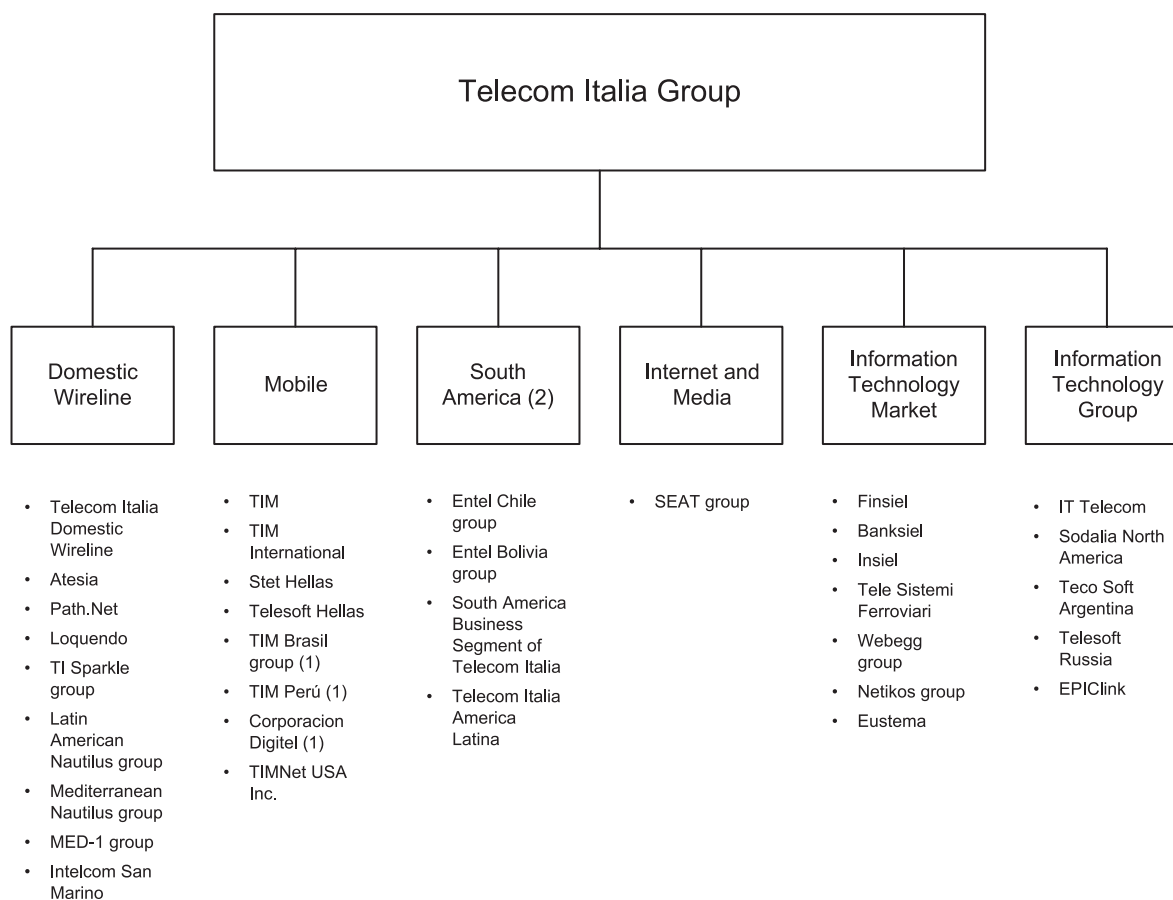 Telecom Italia Group
Domestic
Wireline
Mobile
South
America (2)
Internet and
Media
Information
Technology
Market
Information
Technology
Group
• Telecom Italia
Domestic
Wireline
• Atesia
• Path.Net
• Loquendo
• TI Sparkle
group
• Latin
American
Nautilus group
• Mediterranean
Nautilus group
• MED-1 group
• Intelcom San
Marino
• TIM
• TIM
International
• Stet Hellas
• Telesoft Hellas
• TIM Brasil
group (1)
• TIM Perú (1)
• Corporacion
Digitel (1)
• TIMNet USA
Inc.
• Entel Chile
group
• Entel Bolivia
group
• South America
Business
Segment of
Telecom Italia
• Telecom Italia
America
Latina
• SEAT group
• Finsiel
• Banksiel
• Insiel
• Tele Sistemi
Ferroviari
• Webegg
group
• Netikos group
• Eustema
• IT Telecom
• Sodalia North
America
• Teco Soft
Argentina
• Telesoft
Russia
• EPIClink